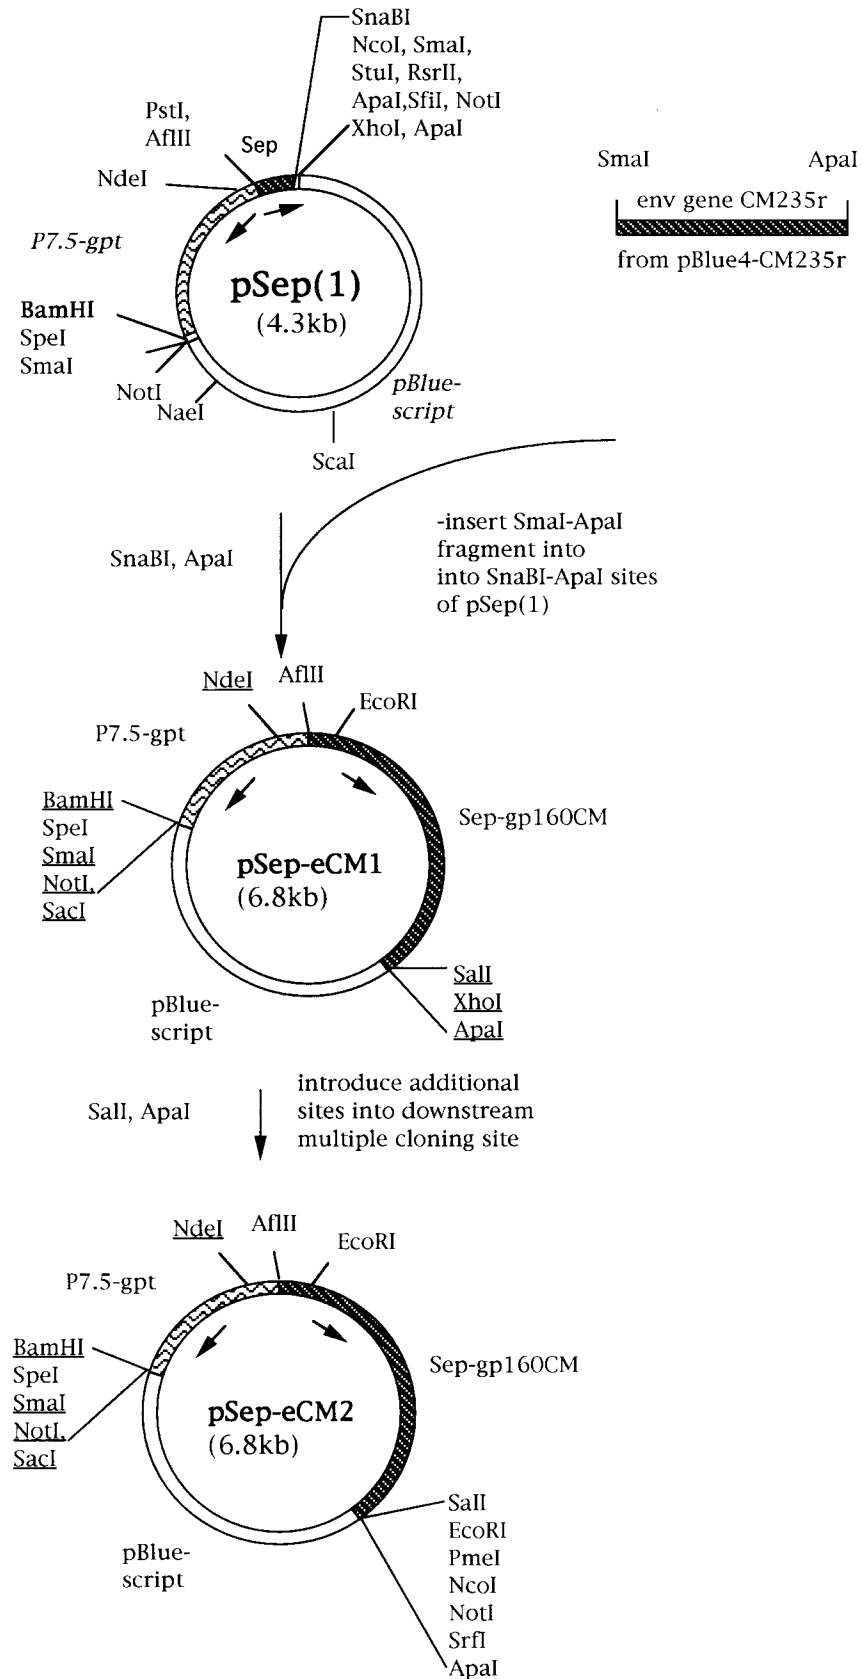 SnaBI
NcoI, SmaI,
StuI, RsrII,
ApaI,SfiI, NotI
XhoI, ApaI
PstI,
AflII
Sep
NdeI
P7.5-gpt
BamHI
SpeI
SmaI
NotI
NaeI
ScaI
pSep(1)
(4.3kb)
pBlue-
script
SmaI
ApaI
env gene CM235r
from pBlue4-CM235r
SnaBI, ApaI
-insert SmaI-ApaI
fragment into
into SnaBI-ApaI sites
of pSep(1)
NdeI
AflII
EcoRI
P7.5-gpt
BamHI
SpeI
SmaI
NotI,
SacI
Sep-gp160CM
pSep-eCM1
(6.8kb)
SalI
XhoI
ApaI
pBlue-
script
SalI, ApaI
introduce additional
sites into downstream
multiple cloning site
NdeI
AflII
EcoRI
P7.5-gpt
BamHI
SpeI
SmaI
NotI,
SacI
Sep-gp160CM
pSep-eCM2
(6.8kb)
pBlue-
script
SalI
EcoRI
PmeI
NcoI
NotI
SrfI
ApaI